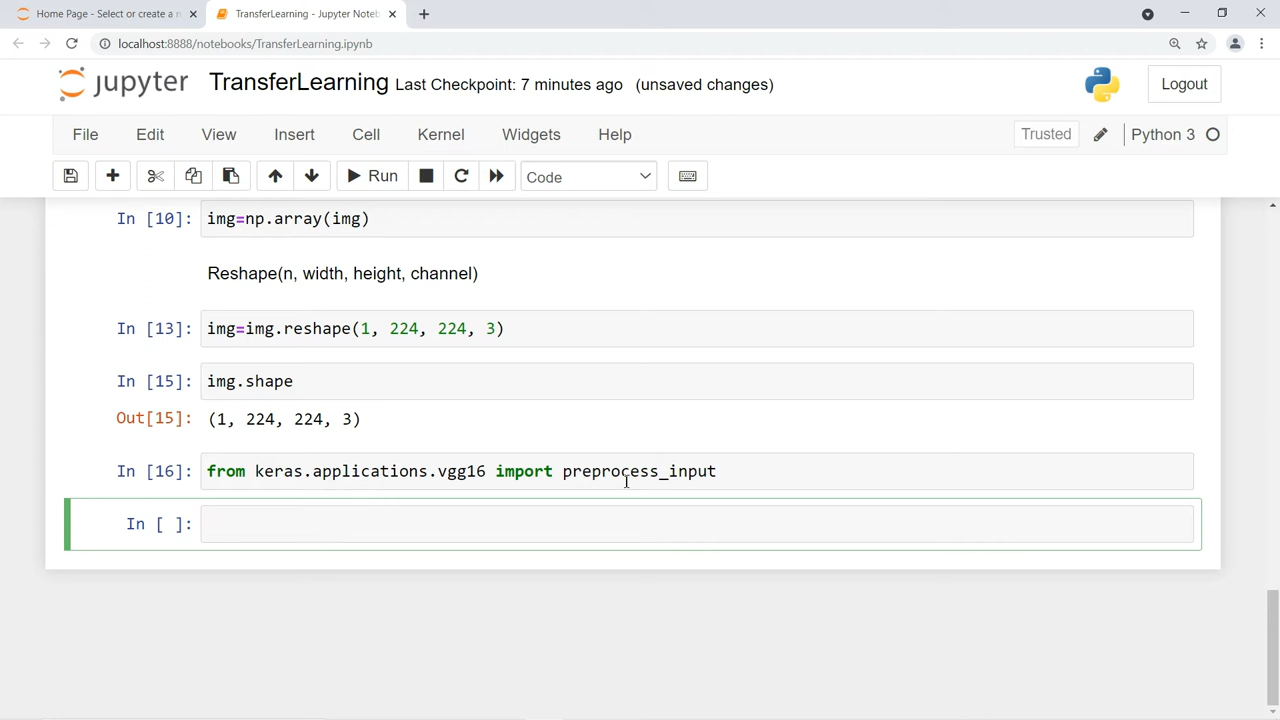 Home Page - Select or create a n
TransferLearning - Jupyter Noteb
localhost:8888/notebooks/TransferLearning.ipynb
jupyter TransferLearning Last Checkpoint: 7 minutes ago (unsaved changes)
Logout
File Edit View Insert Cell Kernel Widgets Help
Trusted Python 3
Run Code
In [10]: img=np.array(img)
Reshape(n, width, height, channel)
In [13]: img=img.reshape(1, 224, 224, 3)
In [15]: img.shape
Out[15]: (1, 224, 224, 3)
In [16]: from keras.applications.vgg16 import preprocess_input
In [ ]: